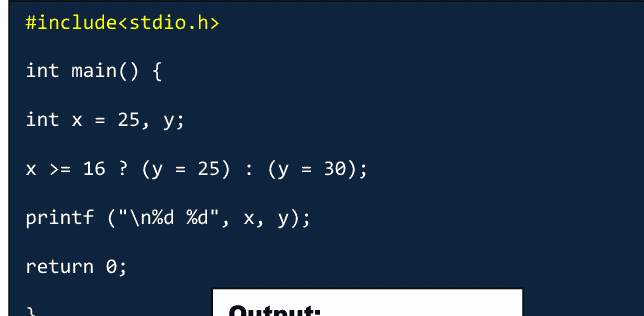 #include<stdio.h>
int main() {
int x = 25, y;
x >= 16 ? (y = 25) : (y = 30);
printf ("\n%d %d", x, y);
return 0;
}
Output: